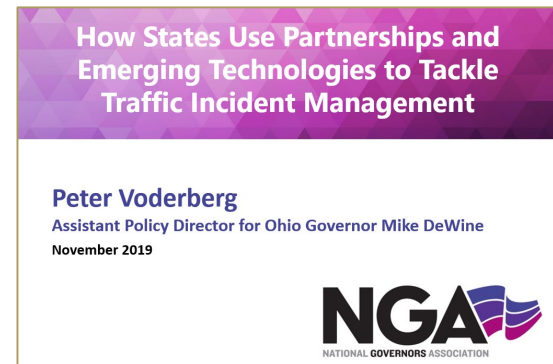 How States Use Partnerships and
Emerging Technologies to Tackle
Traffic Incident Management
Peter Voderberg
Assistant Policy Director for Ohio Governor Mike DeWine
November 2019
NGA
NATIONAL GOVERNORS ASSOCIATION